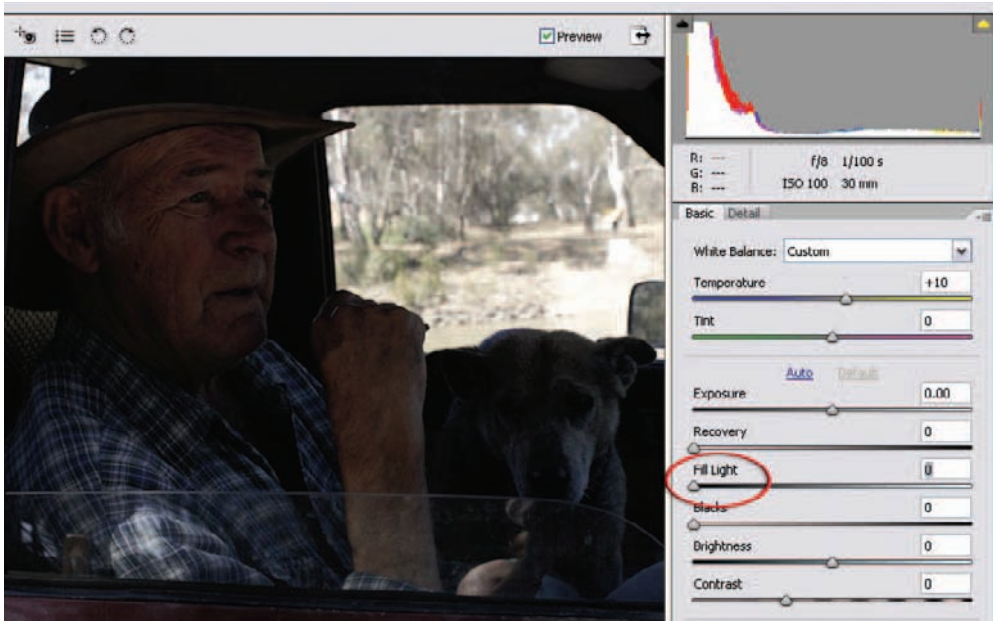 Preview
R: ---
G: ---
B: ---
f/8 1/100 s
ISO 100 30 mm
Basic Detail
White Balance: Custom
Temperature +10
Tint 0
Auto Default
Exposure 0.00
Recovery 0
Fill Light 0
Blacks 0
Brightness 0
Contrast 0